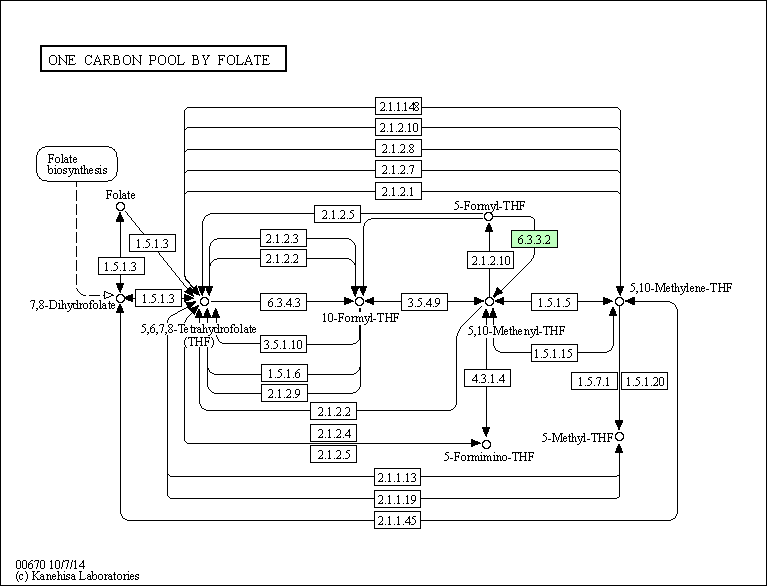 ONE CARBON POOL BY FOLATE
2.1.1.148
2.1.2.10
2.1.2.8
2.1.2.7
2.1.2.1
Folate
biosynthesis
Folate
5-Formyl-THF
2.1.2.5
1.5.1.3
2.1.2.3
6.3.3.2
2.1.2.2
2.1.2.10
1.5.1.3
5,10-Methylene-THF
1.5.1.3
6.3.4.3
3.5.4.9
1.5.1.5
7,8-Dihydrofolate
10-Formyl-THF
5,6,7,8-Tetrahydrofolate
(THF)
5,10-Methenyl-THF
3.5.1.10
1.5.1.15
1.5.1.6
4.3.1.4
1.5.7.1
1.5.1.20
2.1.2.9
2.1.2.2
2.1.2.4
5-Methyl-THF
2.1.2.5
5-Formimino-THF
2.1.1.13
2.1.1.19
2.1.1.45
00670 10/7/14
(c) Kanehisa Laboratories